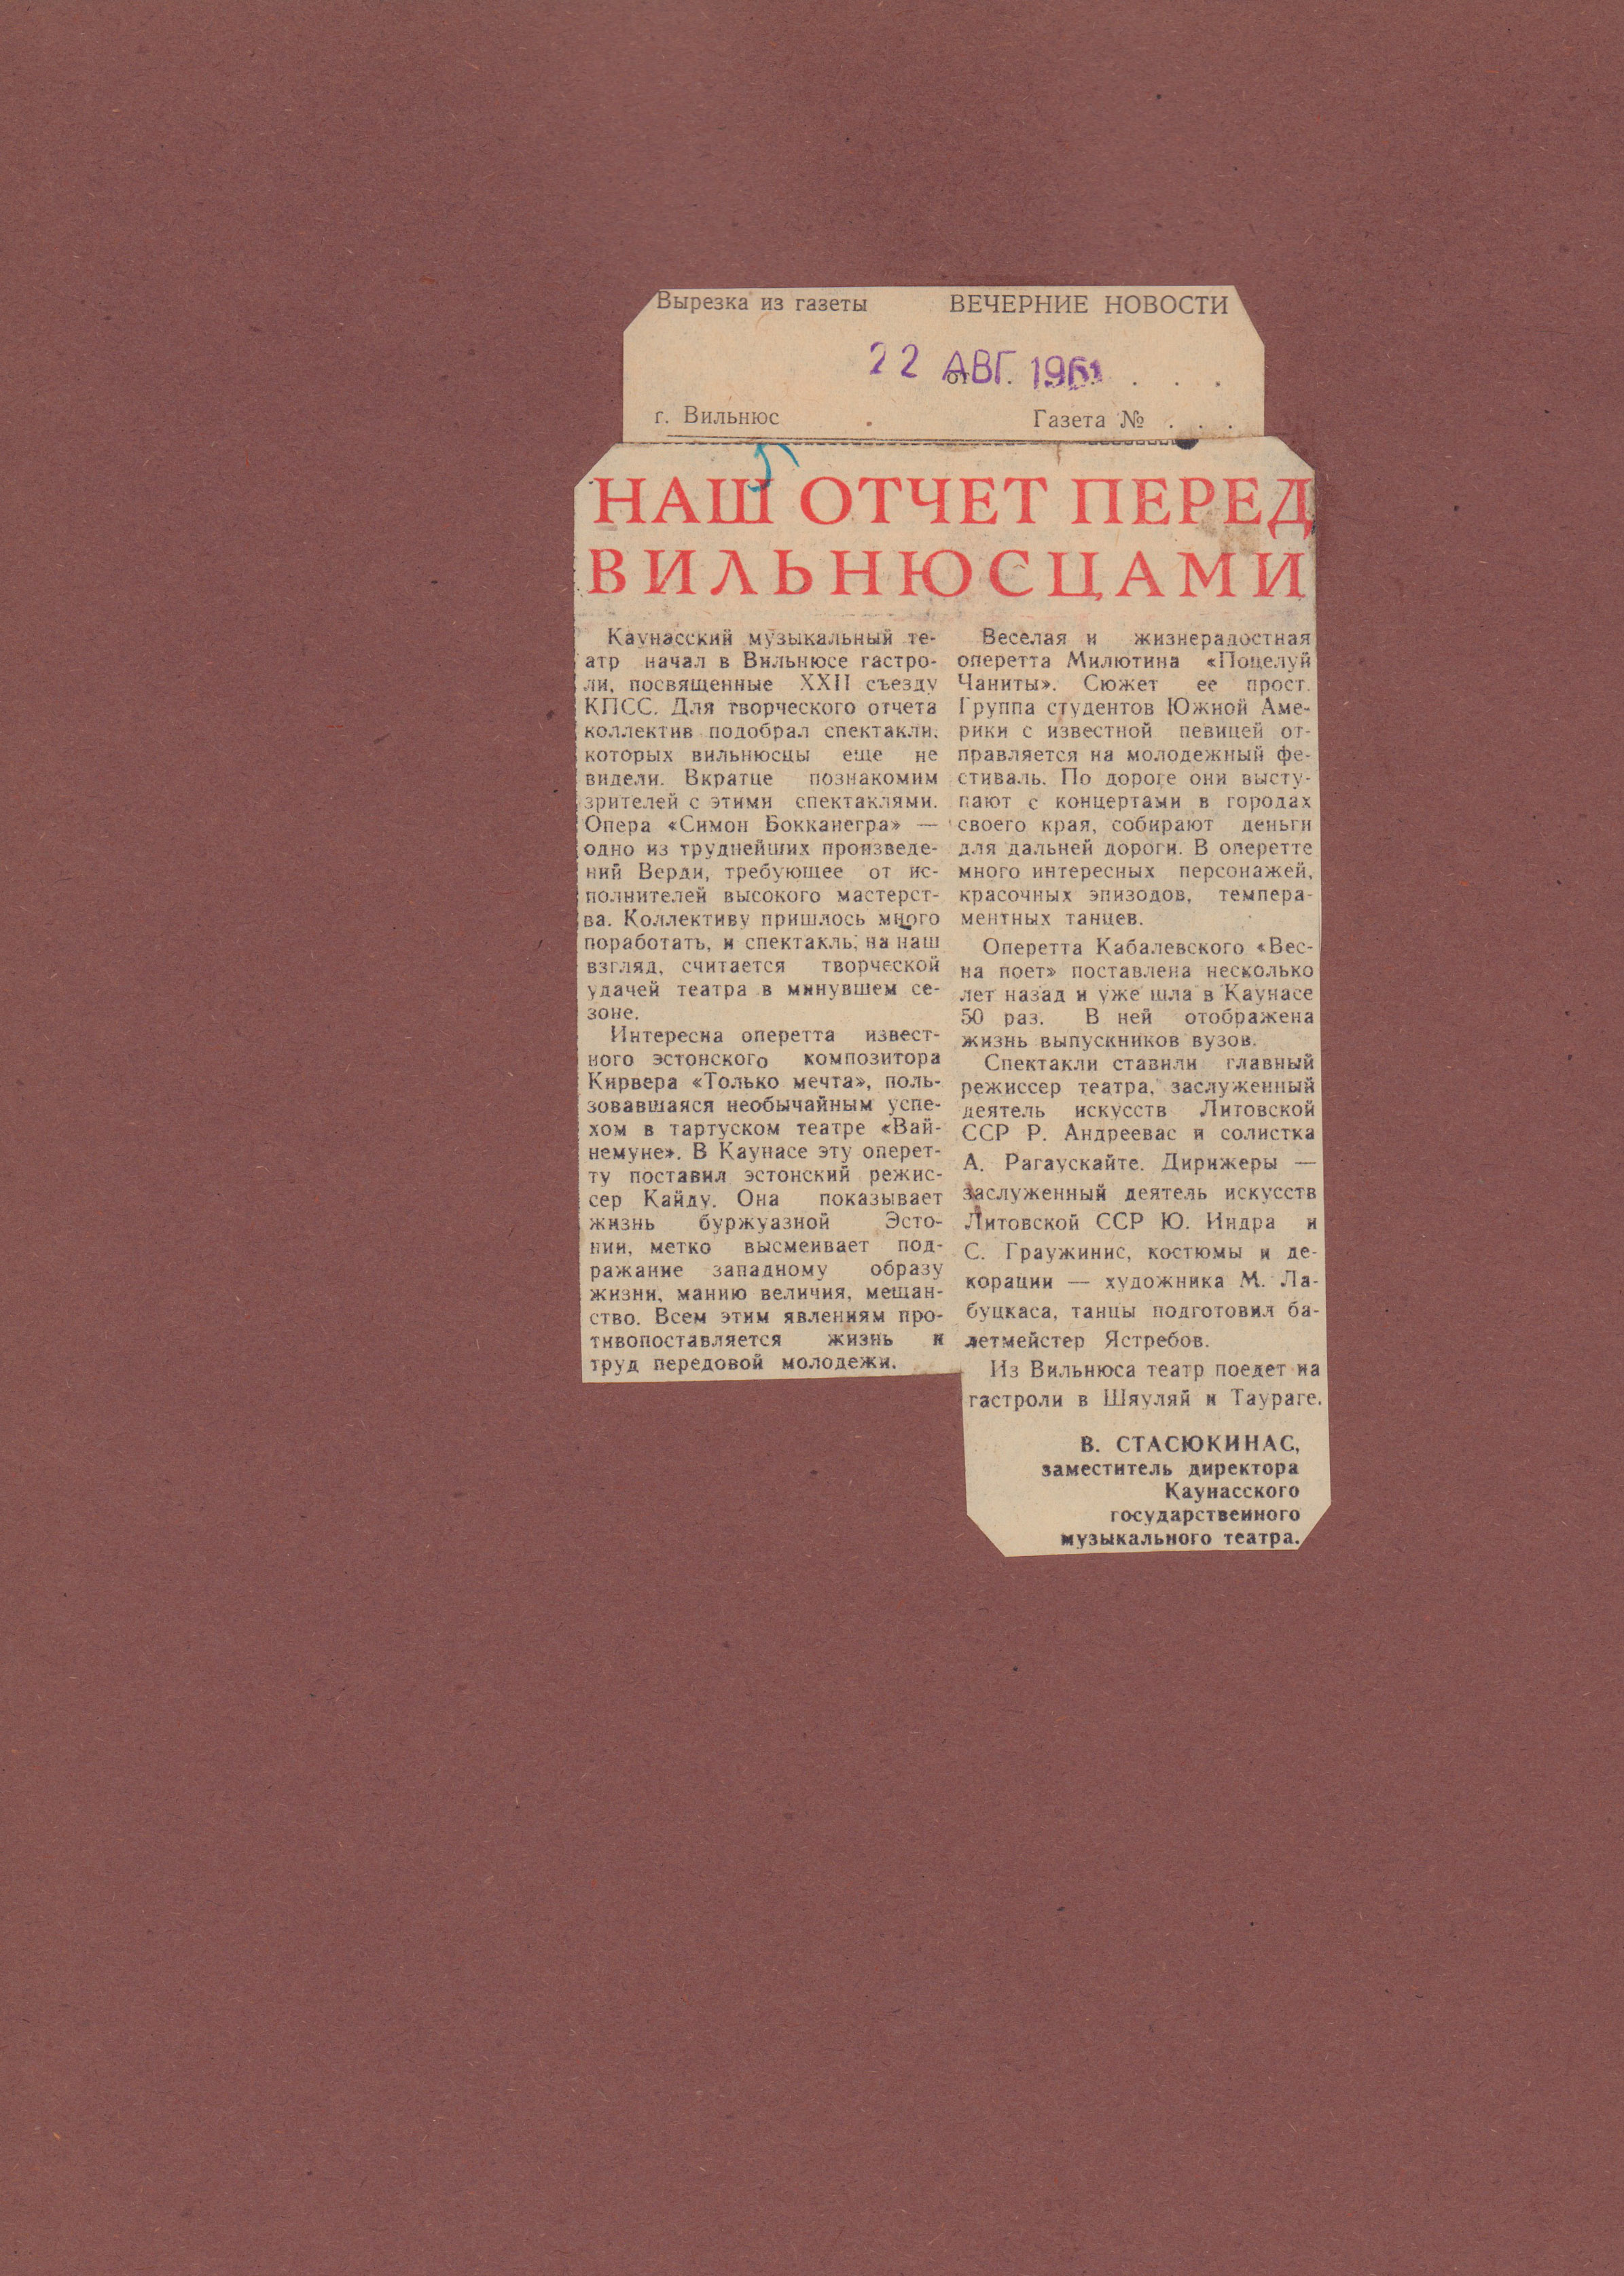 Вырезка из газеты ВЕЧЕРНИЕ НОВОСТИ
22 АВГ. 1961
от . . . .
г. Вильнюс Газета № . . .
НАШ ОТЧЕТ ПЕРЕД
ВИЛЬНЮСЦАМИ
Каунасский музыкальный те-
атр начал в Вильнюсе гастро-
ли, посвященные XXII съезду
КПСС. Для творческого отчета
коллектив подобрал спектакли,
которых вильнюсцы еще не
видели. Вкратце познакомим
зрителей с этими спектаклями.
Опера «Симон Бокканегра» —
одно из труднейших произведе-
ний Верди, требующее от ис-
полнителей высокого мастерст-
ва. Коллективу пришлось много
поработать, и спектакль, на наш
взгляд, считается творческой
удачей театра в минувшем се-
зоне.
Интересна оперетта извест-
ного эстонского композитора
Кирвера «Только мечта», поль-
зовавшаяся необычайным успе-
хом в тартуском театре «Вай-
немуне». В Каунасе эту оперет-
ту поставил эстонский режис-
сер Кайду. Она показывает
жизнь буржуазной Эсто-
нии, метко высмеивает под-
ражание западному образу
жизни, манию величия, мещан-
ство. Всем этим явлениям про-
тивопоставляется жизнь и
труд передовой молодежи.
Веселая и жизнерадостная
оперетта Милютина «Поцелуй
Чаниты». Сюжет ее прост.
Группа студентов Южной Аме-
рики с известной певицей от-
правляется на молодежный фе-
стиваль. По дороге они высту-
пают с концертами в городах
своего края, собирают деньги
для дальней дороги. В оперетте
много интересных персонажей,
красочных эпизодов, темпера-
ментных танцев.
Оперетта Кабалевского «Вес-
на поет» поставлена несколько
лет назад и уже шла в Каунасе
50 раз. В ней отображена
жизнь выпускников вузов.
Спектакли ставили главный
режиссер театра, заслуженный
деятель искусств Литовской
ССР Р. Андреевас и солистка
А. Рагаускайте. Дирижеры —
заслуженный деятель искусств
Литовской ССР Ю. Индра и
С. Граужинис, костюмы и де-
корации — художника М. Ла-
буцкаса, танцы подготовил ба-
летмейстер Ястребов.
Из Вильнюса театр поедет на
гастроли в Шяуляй и Таураге.
В. СТАСЮКИНАС,
заместитель директора
Каунасского
государственного
музыкального театра.